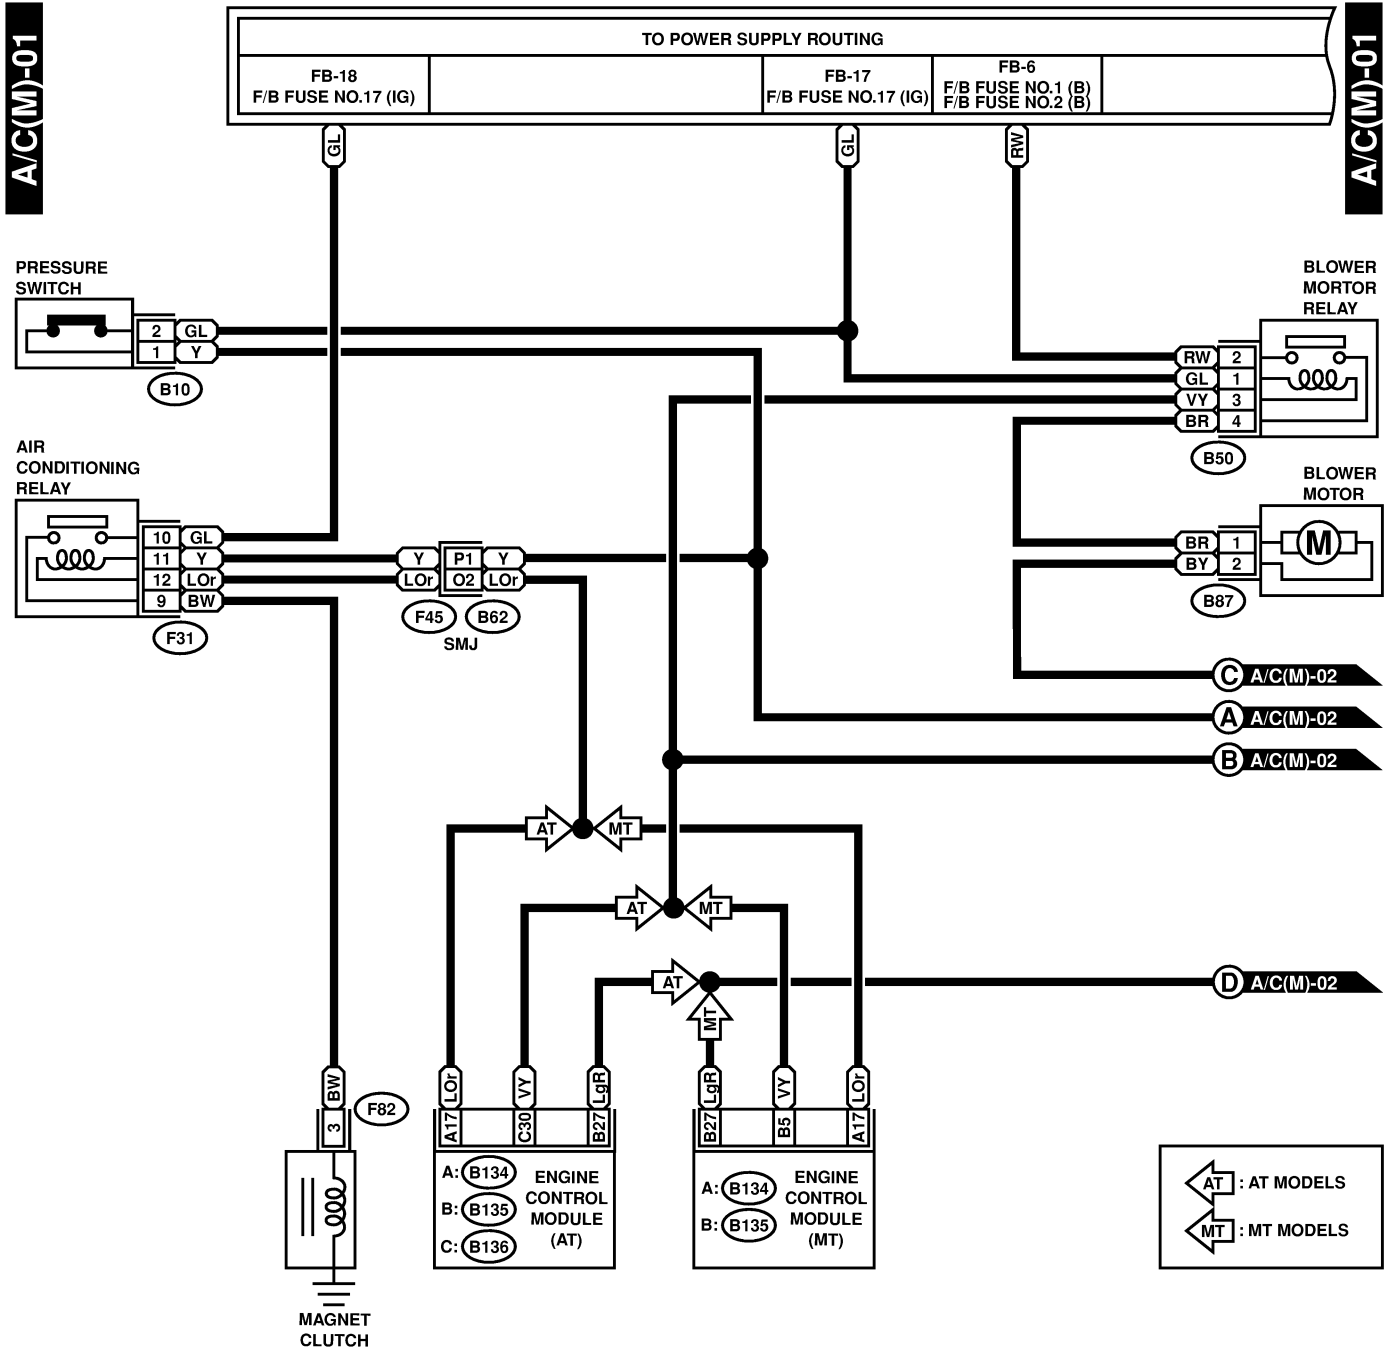 A/C(M)-01
A/C(M)-01
TO POWER SUPPLY ROUTING
FB-18
F/B FUSE NO.17 (IG)
FB-17
F/B FUSE NO.17 (IG)
FB-6
F/B FUSE NO.1 (B)
F/B FUSE NO.2 (B)
GL
GL
RW
PRESSURE
SWITCH
2 GL
1 Y
B10
BLOWER
MORTOR
RELAY
RW 2
GL 1
VY 3
BR 4
B50
AIR
CONDITIONING
RELAY
10 GL
11 Y
12 LOr
9 BW
F31
Y P1 Y
LOr O2 LOr
F45 B62
SMJ
BLOWER
MOTOR
M
BR 1
BY 2
B87
C A/C(M)-02
A A/C(M)-02
B A/C(M)-02
AT MT
AT MT
AT
MT
D A/C(M)-02
BW
3
F82
MAGNET
CLUTCH
LOr
VY
LgR
A17
C30
B27
A: B134
B: B135
C: B136
ENGINE
CONTROL
MODULE
(AT)
LgR
VY
LOr
B27
B5
A17
A: B134
B: B135
ENGINE
CONTROL
MODULE
(MT)
AT : AT MODELS
MT : MT MODELS